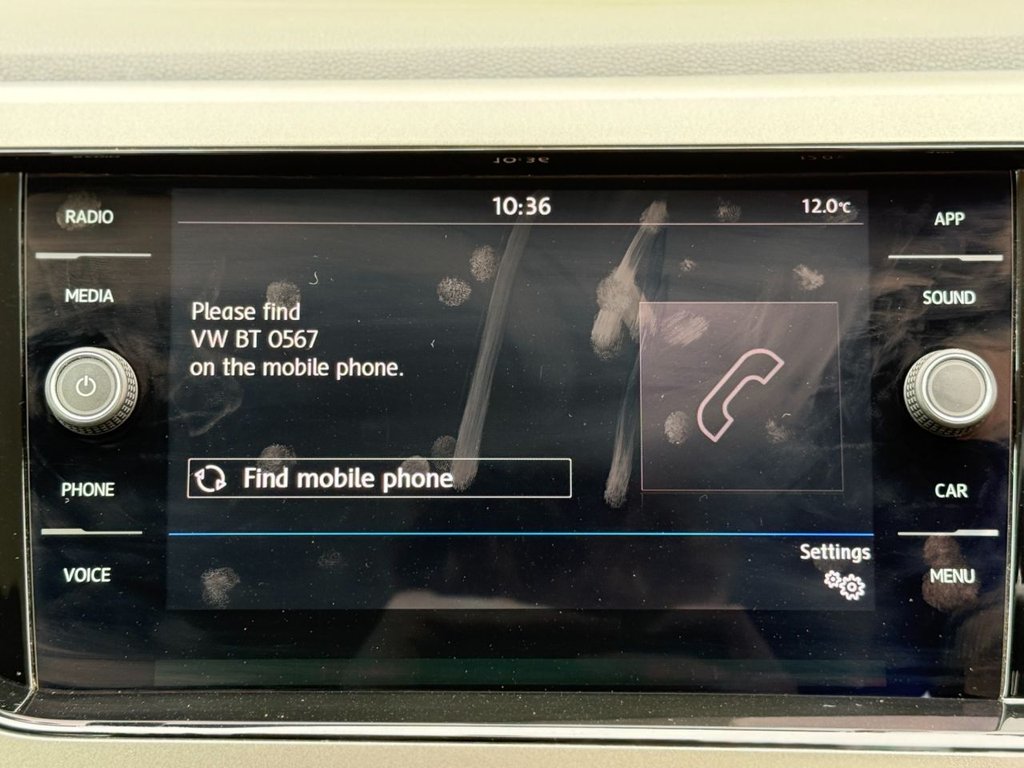 10:36
12.0°C
RADIO
MEDIA
PHONE
VOICE
Please find
VW BT 0567
on the mobile phone.
Find mobile phone
Settings
APP
SOUND
CAR
MENU